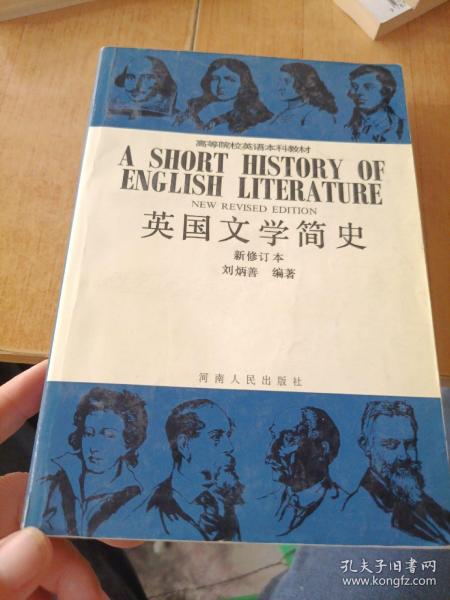 高等院校英语本科教材
A SHORT HISTORY OF
ENGLISH LITERATURE
NEW REVISED EDITION
英国文学简史
新修订本
刘炳善 编著
河南人民出版社
孔夫子旧书网
www.kongfz.com